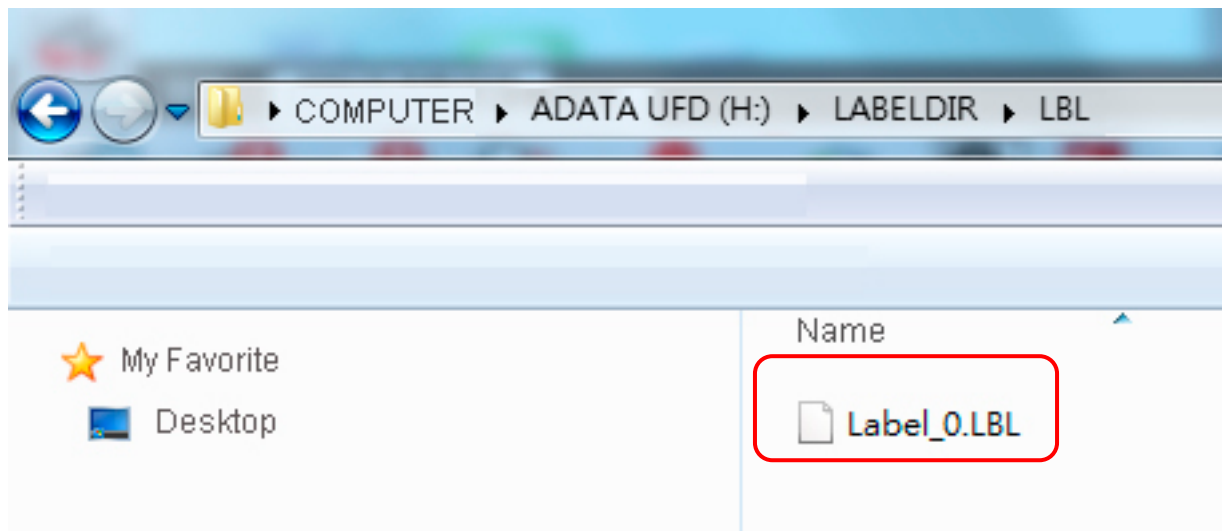 COMPUTER ADATA UFD (H:) LABELDIR LBL
Name
My Favorite
Label_0.LBL
Desktop